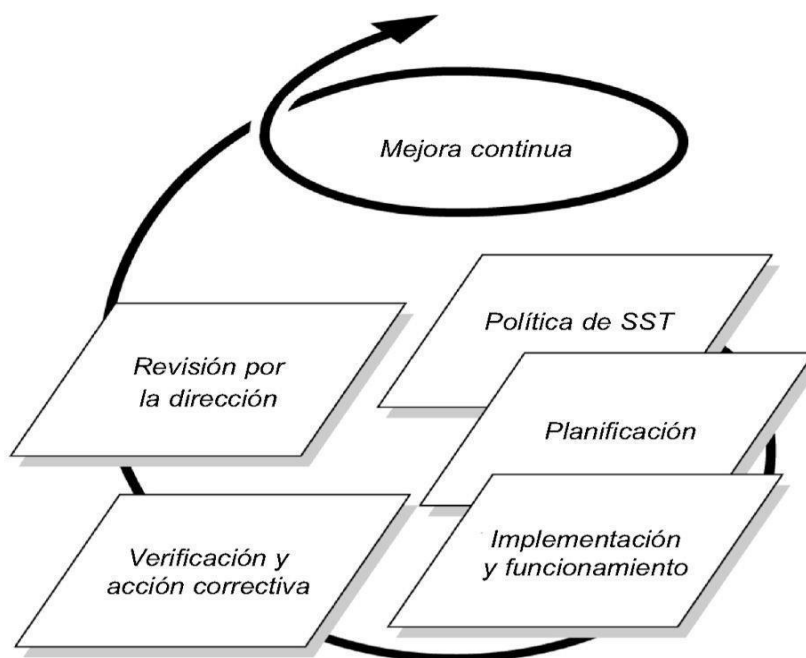 Mejora continua
Política de SST
Planificación
Implementación
y funcionamiento
Verificación y
acción correctiva
Revisión por
la dirección